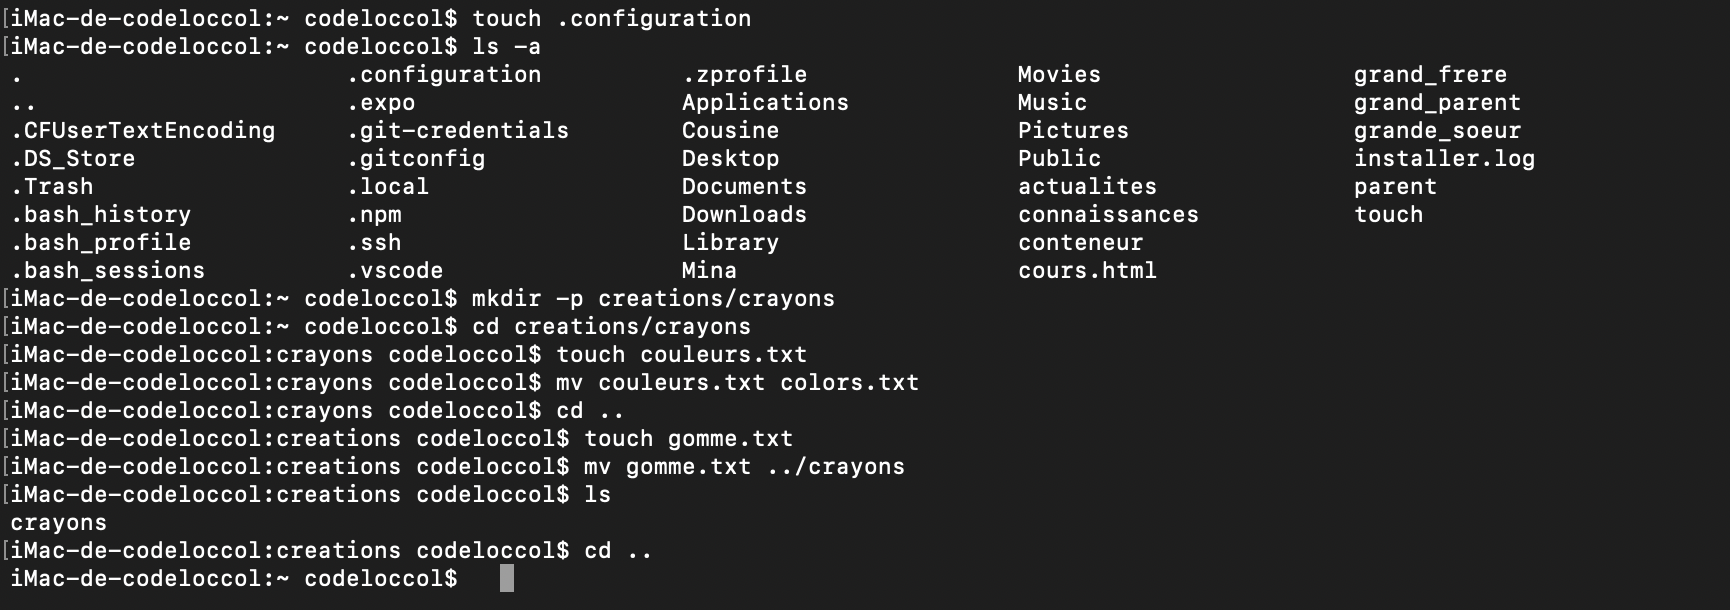 [iMac-de-codeloccol:~ codeloccol$ touch .configuration
[iMac-de-codeloccol:~ codeloccol$ ls -a
. .configuration .zprofile Movies grand_frere
.. .expo Applications Music grand_parent
.CFUserTextEncoding .git-credentials Cousine Pictures grande_soeur
.DS_Store .gitconfig Desktop Public installer.log
.Trash .local Documents actualites parent
.bash_history .npm Downloads connaissances touch
.bash_profile .ssh Library conteneur
.bash_sessions .vscode Mina cours.html
[iMac-de-codeloccol:~ codeloccol$ mkdir -p creations/crayons
[iMac-de-codeloccol:~ codeloccol$ cd creations/crayons
[iMac-de-codeloccol:crayons codeloccol$ touch couleurs.txt
[iMac-de-codeloccol:crayons codeloccol$ mv couleurs.txt colors.txt
[iMac-de-codeloccol:crayons codeloccol$ cd ..
[iMac-de-codeloccol:creations codeloccol$ touch gomme.txt
[iMac-de-codeloccol:creations codeloccol$ mv gomme.txt ../crayons
[iMac-de-codeloccol:creations codeloccol$ ls
crayons
[iMac-de-codeloccol:creations codeloccol$ cd ..
iMac-de-codeloccol:~ codeloccol$